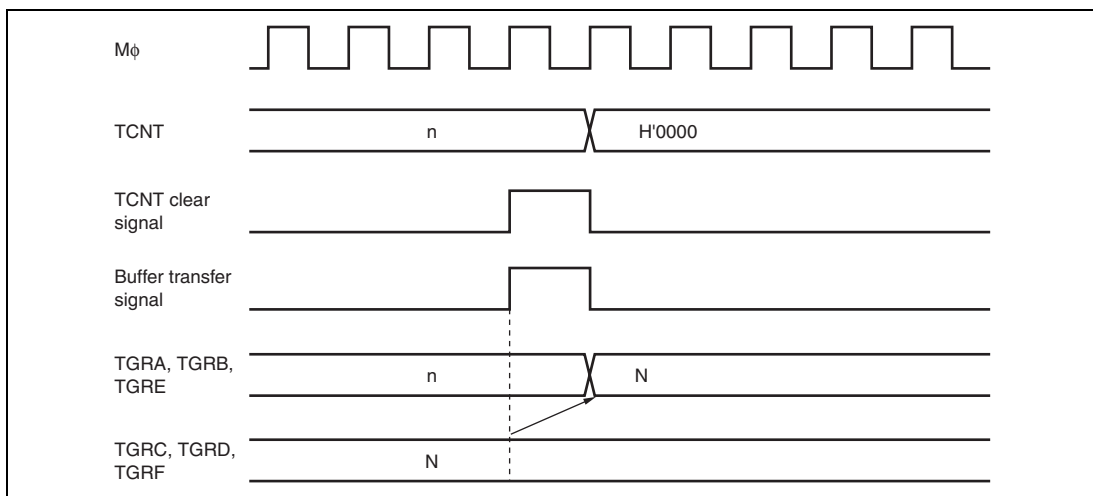 Mφ
TCNT
n
H'0000
TCNT clear
signal
Buffer transfer
signal
TGRA, TGRB,
TGRE
n
N
TGRC, TGRD,
TGRF
N